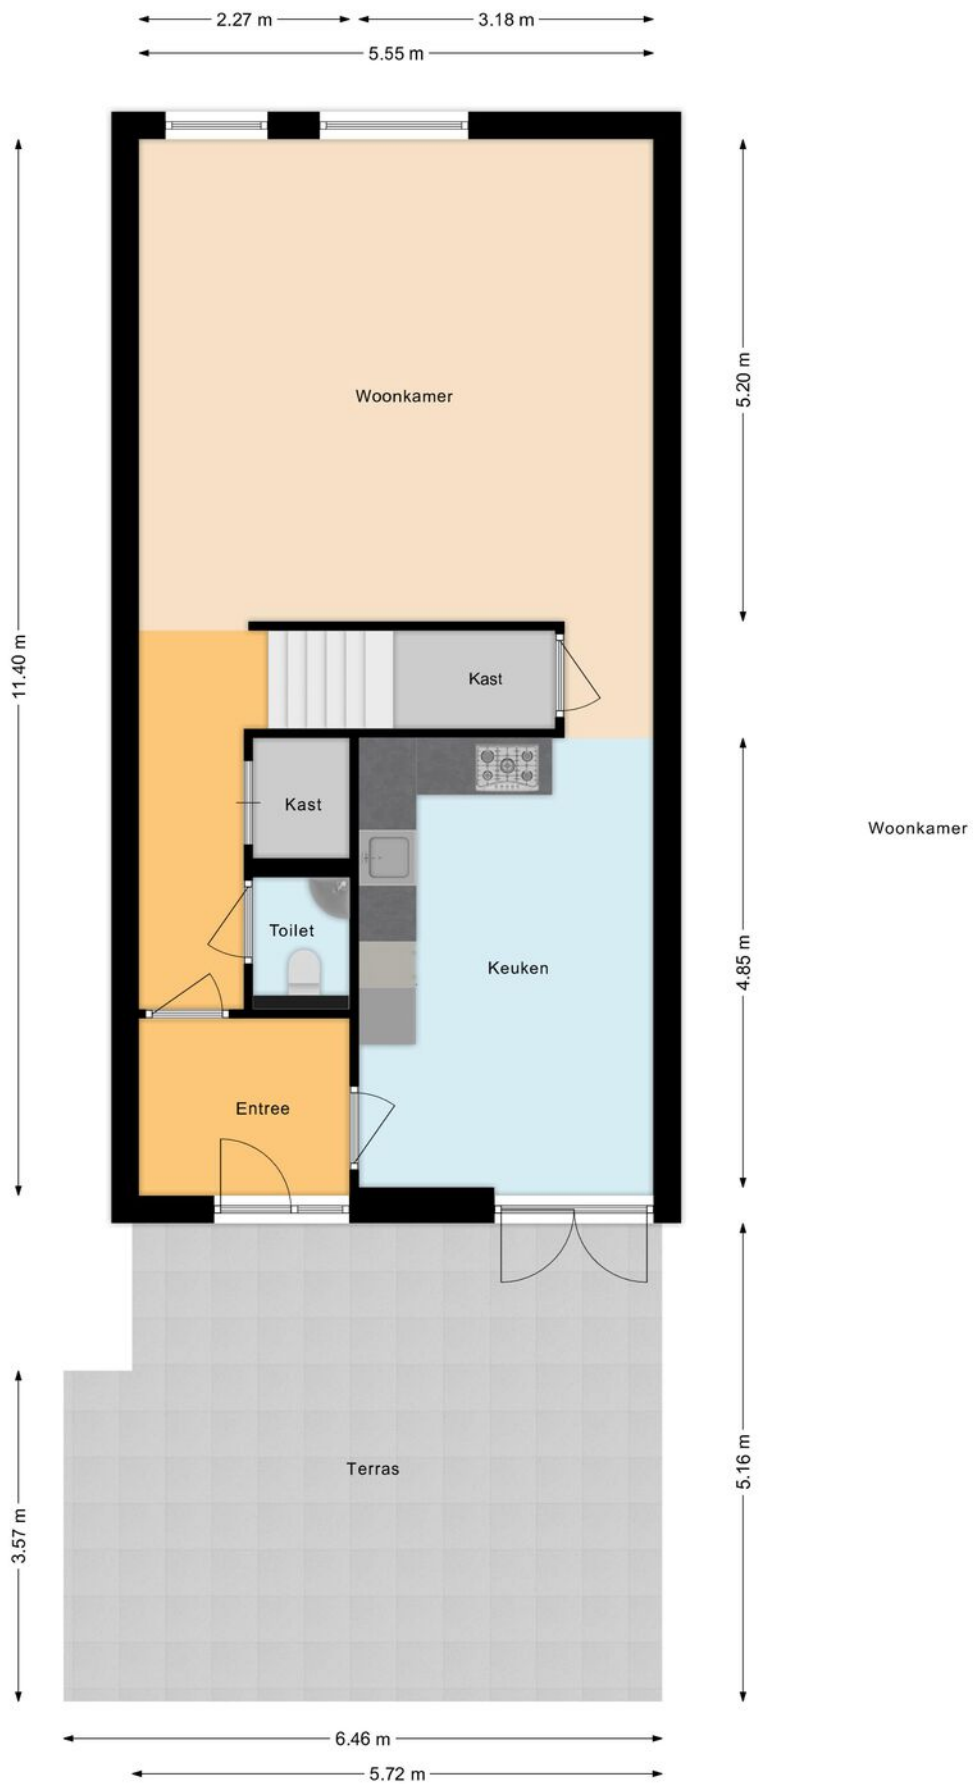 2.27 m
3.18 m
5.55 m
Woonkamer
5.20 m
11.40 m
Kast
Kast
Woonkamer
Toilet
4.85 m
Keuken
Entree
Terras
5.16 m
3.57 m
6.46 m
5.72 m